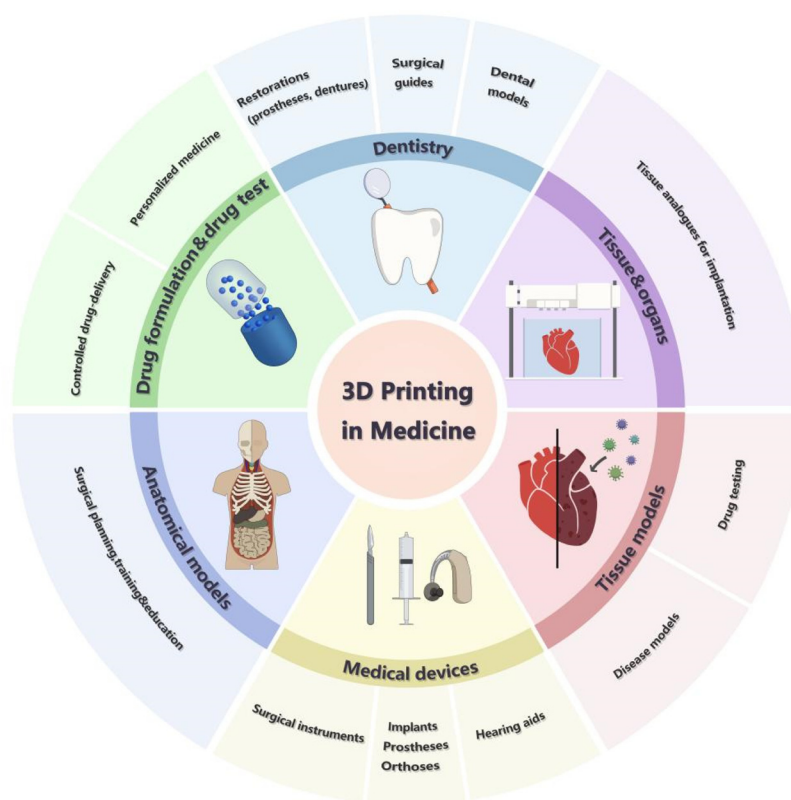 3D Printing
in Medicine
Dentistry
Restorations
(prostheses, dentures)
Surgical
guides
Dental
models
Tissue&organs
Tissue analogues for implantation
Tissue models
Drug testing
Disease models
Medical devices
Hearing aids
Implants
Prostheses
Orthoses
Surgical instruments
Anatomical models
Surgical planning,training&education
Drug formulation&drug test
Controlled drug-delivery
Personalized medicine